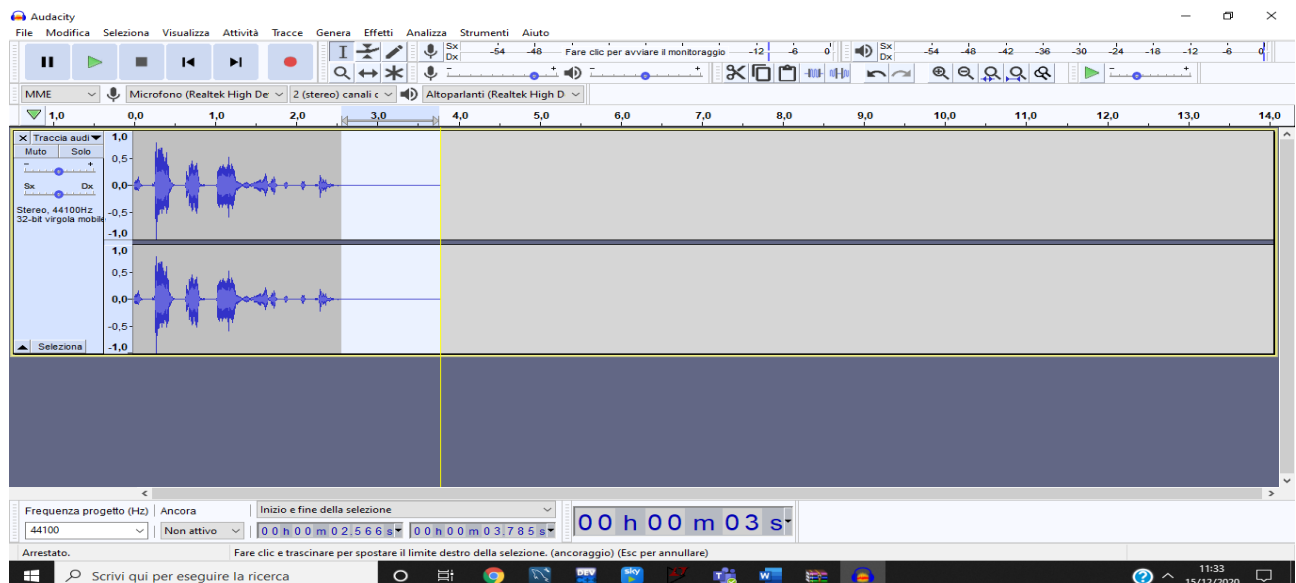 Audacity
File Modifica Seleziona Visualizza Attività Tracce Genera Effetti Analizza Strumenti Aiuto
Sx Dx -54 -48 Fare clic per avviare il monitoraggio -12 -6 0 Sx Dx -54 -48 -42 -36 -30 -24 -18 -12 -6 0
MME Microfono (Realtek High De 2 (stereo) canali c Altoparlanti (Realtek High D
1,0 0,0 1,0 2,0 3,0 4,0 5,0 6,0 7,0 8,0 9,0 10,0 11,0 12,0 13,0 14,0
Traccia audi 1,0
Muto Solo
0,5
- +
Sx Dx 0,0
Stereo, 44100Hz -0,5
32-bit virgola mobile
-1,0
1,0
0,5
0,0
-0,5
Seleziona -1,0
Frequenza progetto (Hz) Ancora Inizio e fine della selezione
44100 Non attivo 00h00m02,566s 00h00m03,785s 00 h 00 m 03 s
Arrestato. Fare clic e trascinare per spostare il limite destro della selezione. (ancoraggio) (Esc per annullare)
Scrivi qui per eseguire la ricerca DEV sky W 11:33
15/12/2020